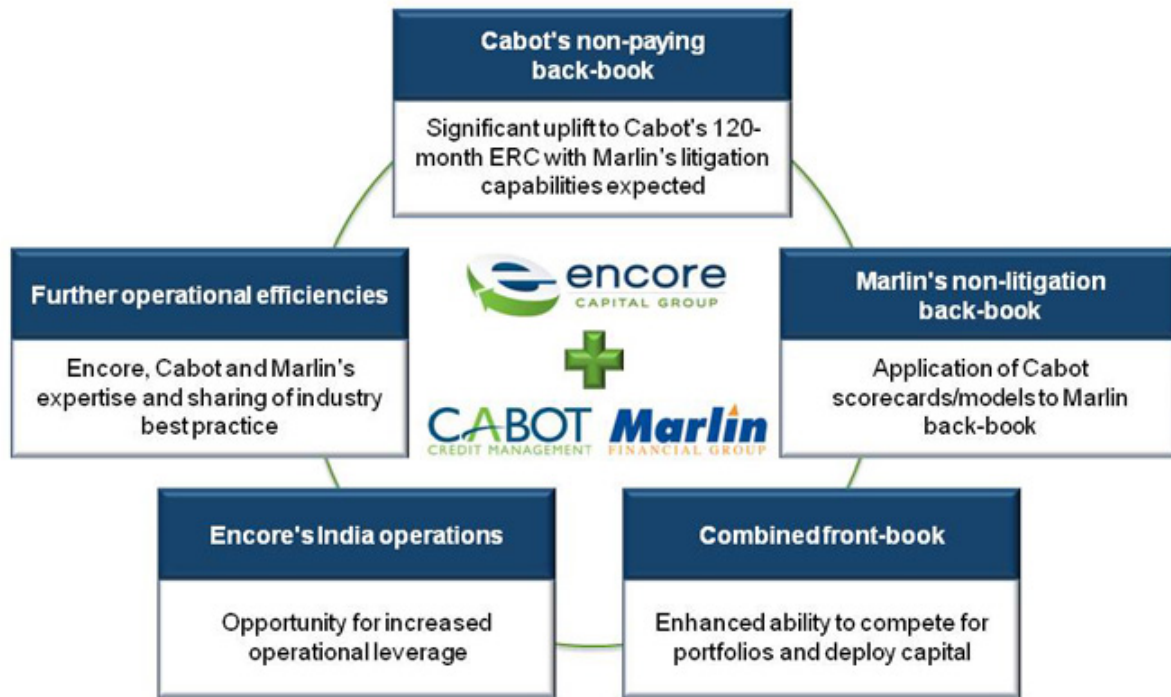 Cabot's non-paying
back-book
Significant uplift to Cabot's 120-
month ERC with Marlin's litigation
capabilities expected
Further operational efficiencies
Encore, Cabot and Marlin's
expertise and sharing of industry
best practice
encore
CAPITAL GROUP
CABOT
CREDIT MANAGEMENT
Marlin
FINANCIAL GROUP
Marlin's non-litigation
back-book
Application of Cabot
scorecards/models to Marlin
back-book
Encore's India operations
Opportunity for increased
operational leverage
Combined front-book
Enhanced ability to compete for
portfolios and deploy capital